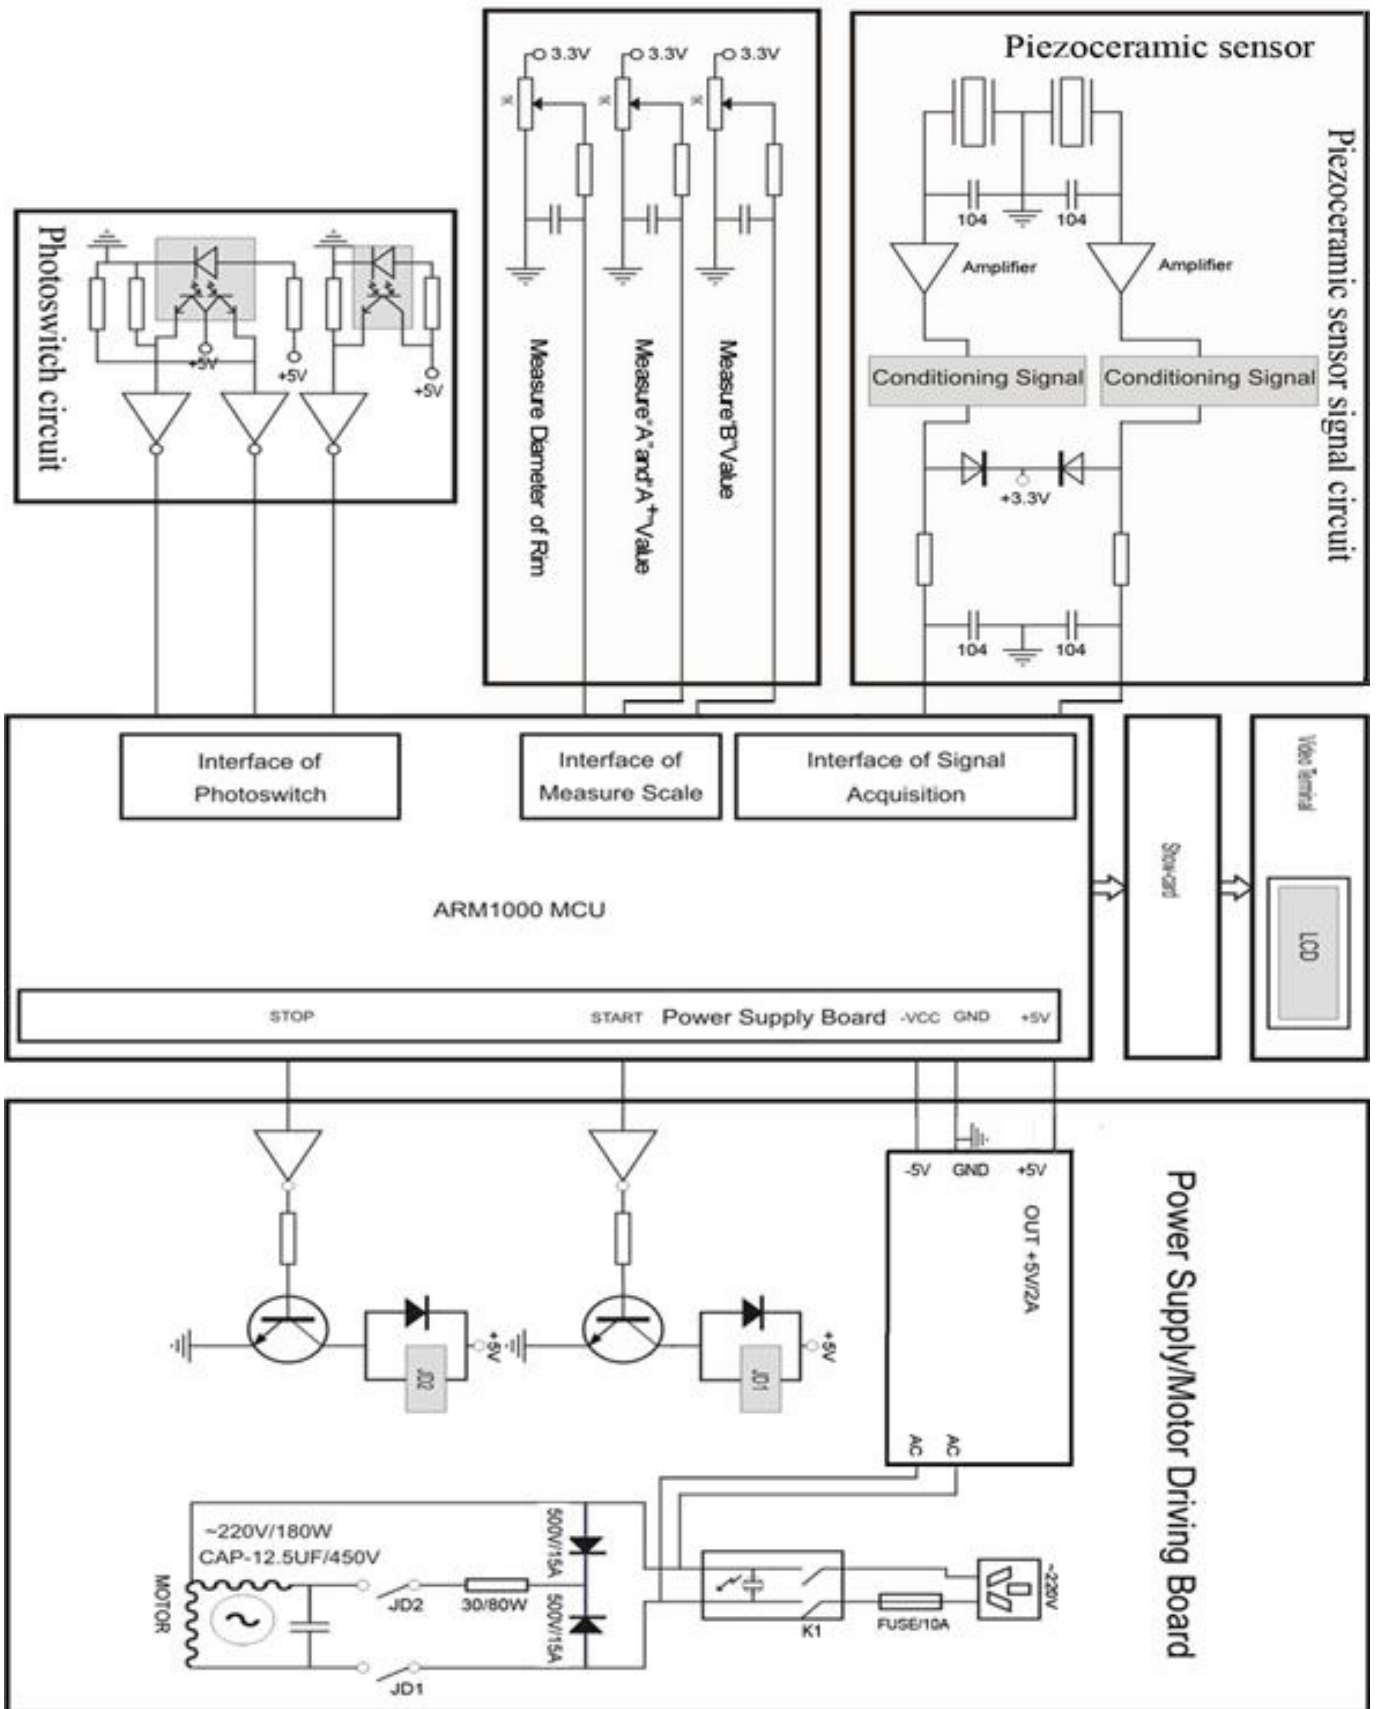 Piezoceramic sensor
Piezoceramic sensor signal circuit
104
104
Amplifier
Amplifier
Conditioning Signal
Conditioning Signal
+3.3V
104
104
3.3V
3.3V
3.3V
Measure Diameter of Rim
Measure"A"and"A+"Value
Measure"B"Value
Photoswitch circuit
+5V
+5V
+5V
Interface of
Photoswitch
Interface of
Measure Scale
Interface of Signal
Acquisition
ARM1000 MCU
STOP
START
Power Supply Board
-VCC
GND
+5V
Show-card
Video Terminal
LCD
Power Supply/Motor Driving Board
-5V
GND
+5V
OUT +5V/2A
AC
AC
+5V
JD2
+5V
JD1
~220V/180W
CAP-12.5UF/450V
MOTOR
JD2
30/80W
500V/15A
500V/15A
JD1
K1
FUSE/10A
~220V